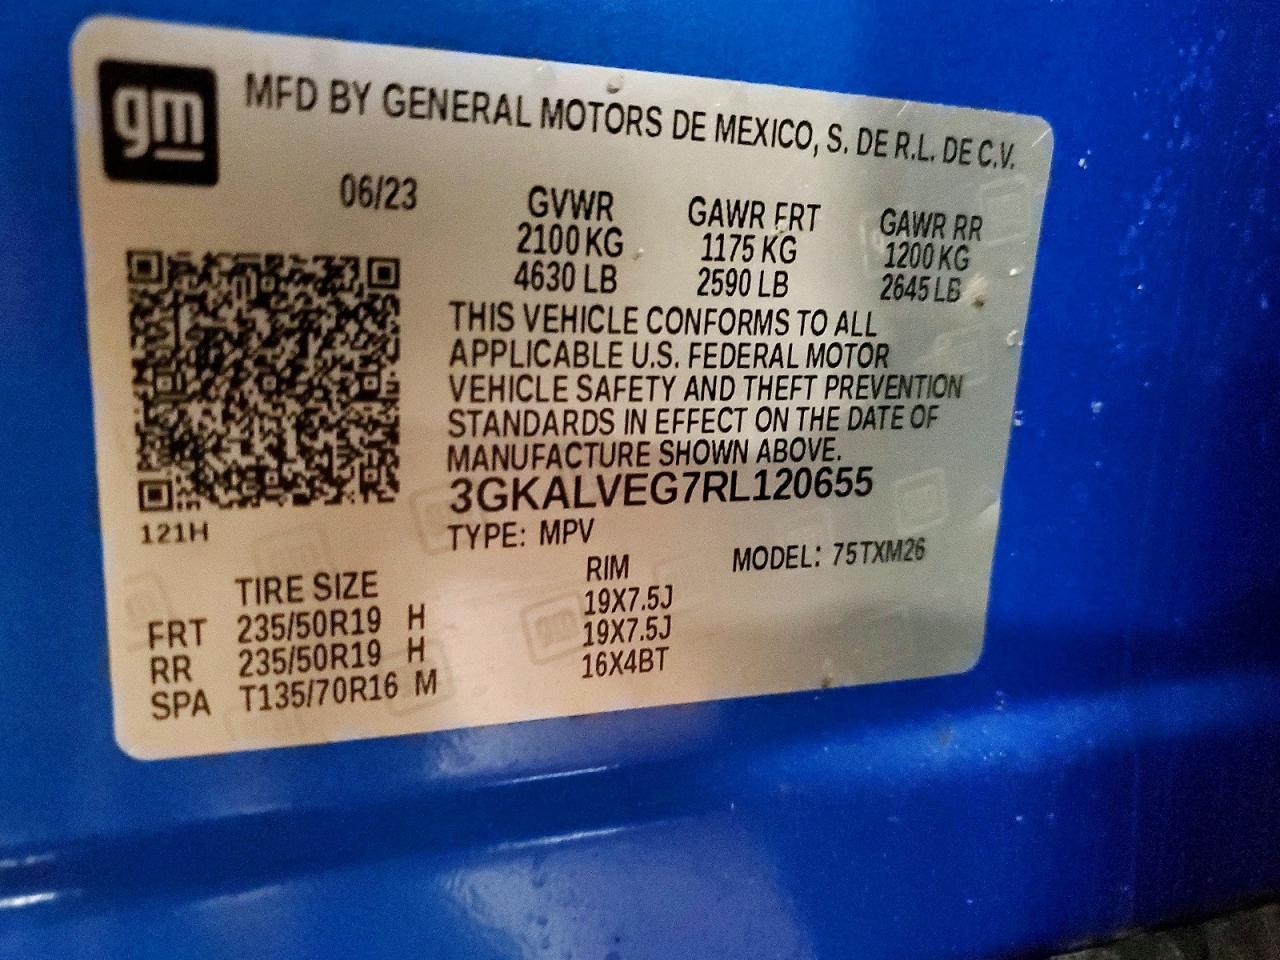 gm
MFD BY GENERAL MOTORS DE MEXICO, S. DE R.L. DE C.V.
06/23 GVWR GAWR FRT GAWR RR
2100 KG 1175 KG 1200 KG
4630 LB 2590 LB 2645 LB
THIS VEHICLE CONFORMS TO ALL
APPLICABLE U.S. FEDERAL MOTOR
VEHICLE SAFETY AND THEFT PREVENTION
STANDARDS IN EFFECT ON THE DATE OF
MANUFACTURE SHOWN ABOVE.
3GKALVEG7RL120655
121H
TYPE: MPV MODEL: 75TXM26
TIRE SIZE RIM
FRT 235/50R19 H 19X7.5J
RR 235/50R19 H 19X7.5J
SPA T135/70R16 M 16X4BT